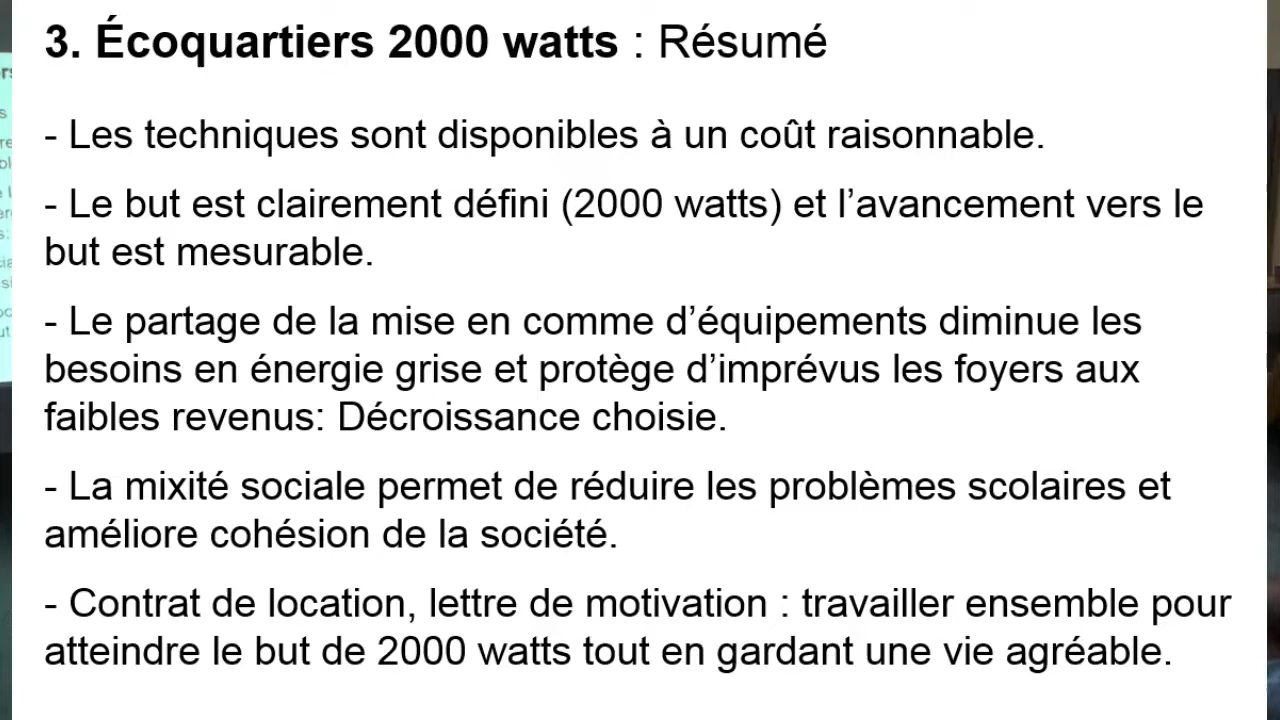 3. Écoquartiers 2000 watts : Résumé
- Les techniques sont disponibles à un coût raisonnable.
- Le but est clairement défini (2000 watts) et l’avancement vers le
but est mesurable.
- Le partage de la mise en comme d’équipements diminue les
besoins en énergie grise et protège d’imprévus les foyers aux
faibles revenus: Décroissance choisie.
- La mixité sociale permet de réduire les problèmes scolaires et
améliore cohésion de la société.
- Contrat de location, lettre de motivation : travailler ensemble pour
atteindre le but de 2000 watts tout en gardant une vie agréable.